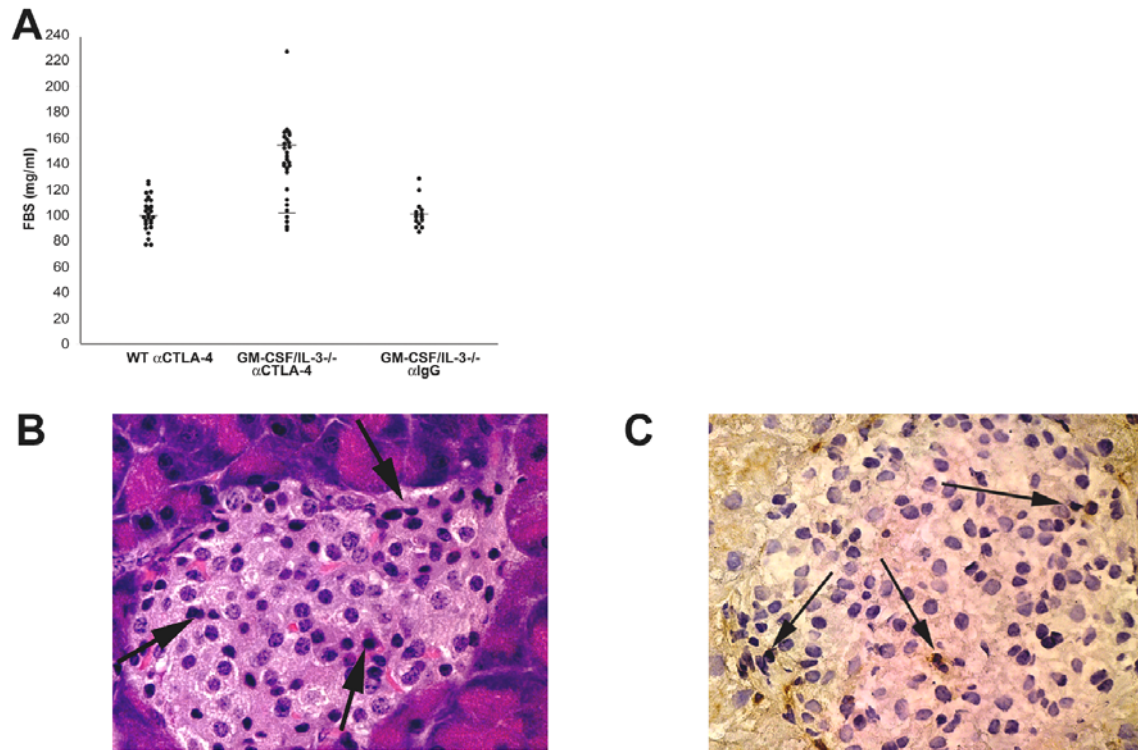 A
240
220
200
180
160
140
120
100
80
60
40
20
0
FBS (mg/ml)
WT αCTLA-4
GM-CSF/IL-3-/-
αCTLA-4
GM-CSF/IL-3-/-
αIgG
B
C